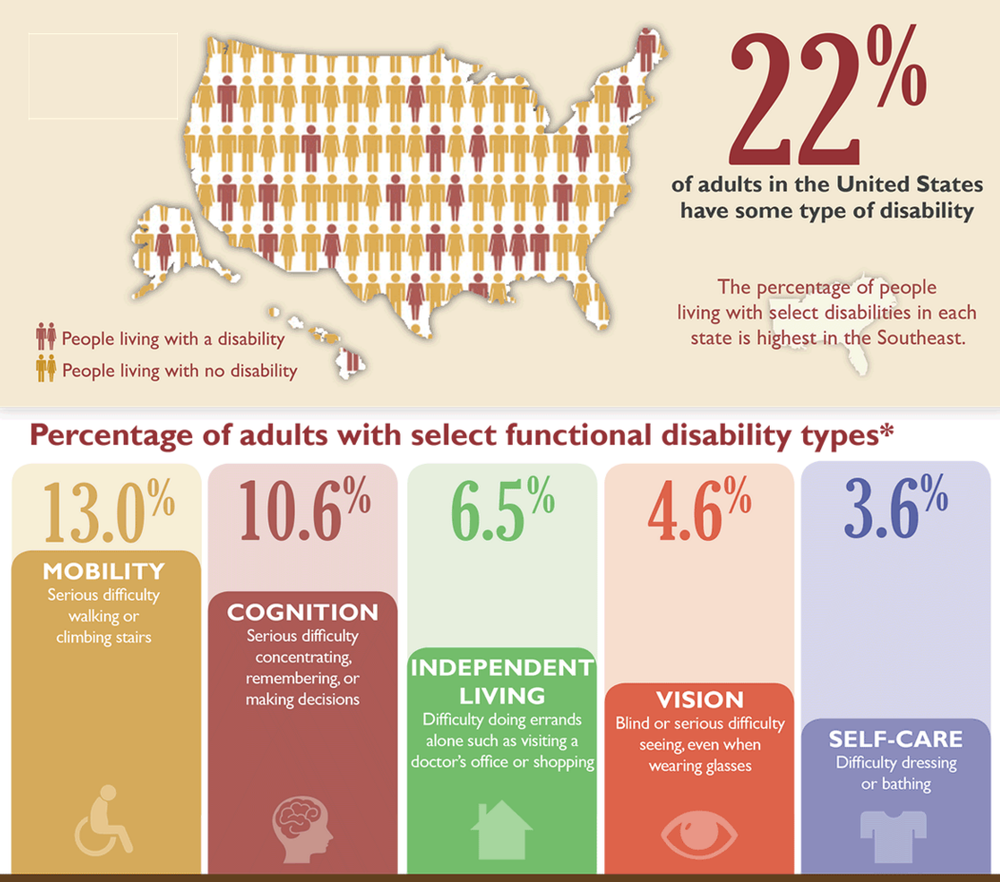 22%
of adults in the United States
have some type of disability
The percentage of people
living with select disabilities in each
state is highest in the Southeast.
People living with a disability
People living with no disability
Percentage of adults with select functional disability types*
13.0%
MOBILITY
Serious difficulty
walking or
climbing stairs
10.6%
COGNITION
Serious difficulty
concentrating,
remembering, or
making decisions
6.5%
INDEPENDENT
LIVING
Difficulty doing errands
alone such as visiting a
doctor's office or shopping
4.6%
VISION
Blind or serious difficulty
seeing, even when
wearing glasses
3.6%
SELF-CARE
Difficulty dressing
or bathing